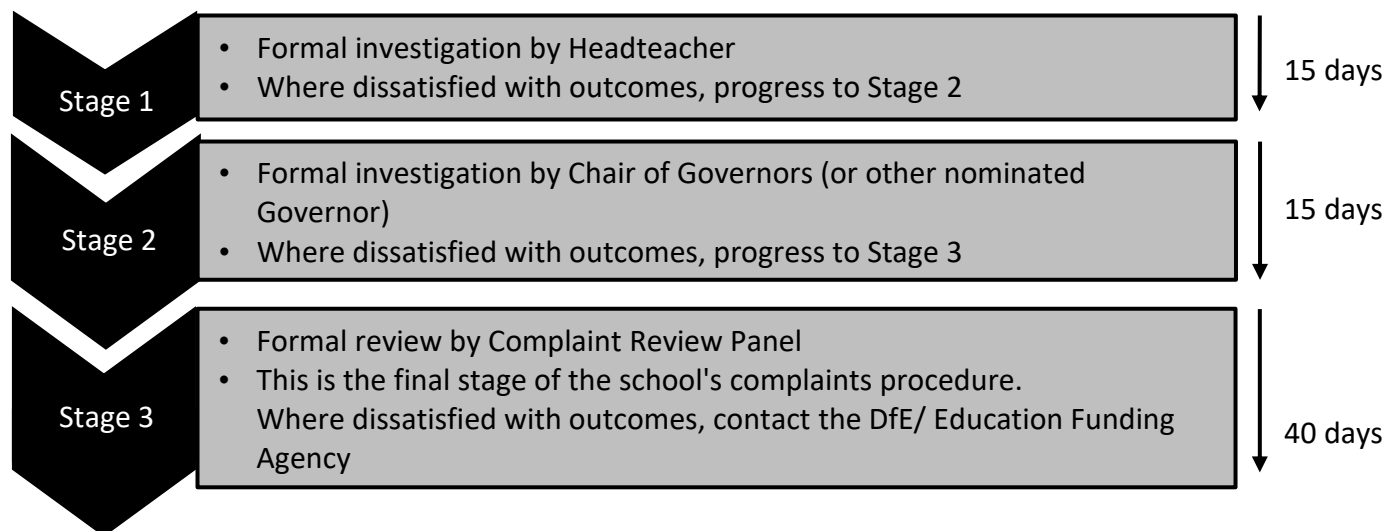 Stage 1
• Formal investigation by Headteacher
• Where dissatisfied with outcomes, progress to Stage 2
15 days
Stage 2
• Formal investigation by Chair of Governors (or other nominated
Governor)
• Where dissatisfied with outcomes, progress to Stage 3
15 days
Stage 3
• Formal review by Complaint Review Panel
• This is the final stage of the school's complaints procedure.
Where dissatisfied with outcomes, contact the DfE/ Education Funding
Agency
40 days